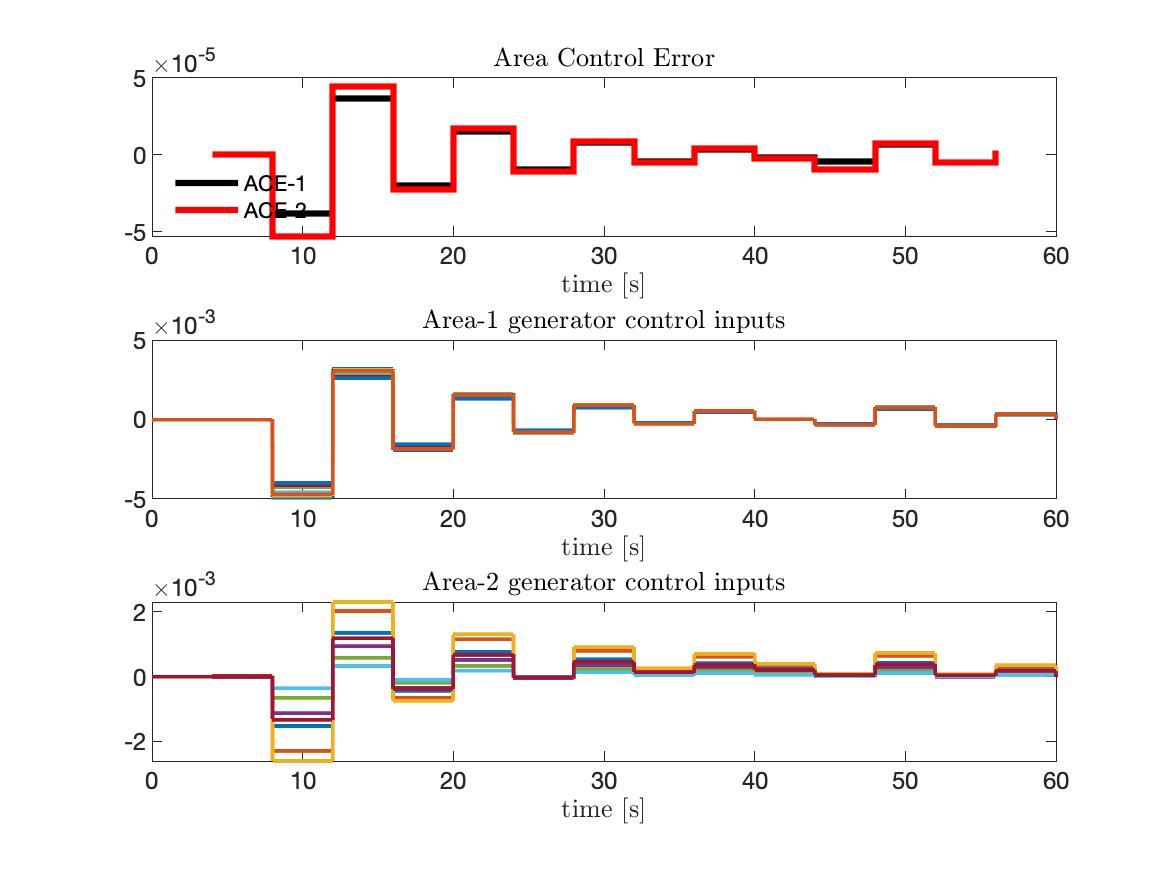 Area Control Error
×10-5
5
0
-5
ACE-1
ACE-2
0 10 20 30 40 50 60
time [s]
Area-1 generator control inputs
×10-3
5
0
-5
0 10 20 30 40 50 60
time [s]
Area-2 generator control inputs
×10-3
2
0
-2
0 10 20 30 40 50 60
time [s]